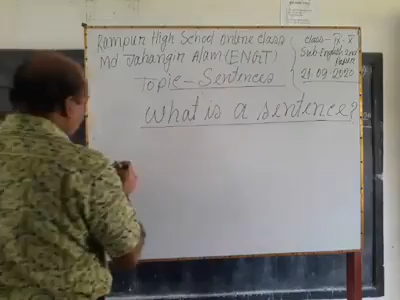 Rampur High School online class
Md Jahangir Alam (ENGT)
Topic - Sentences
class - IX - X
Sub-English 2nd
Paper
21.09.2020
What is a sentence?